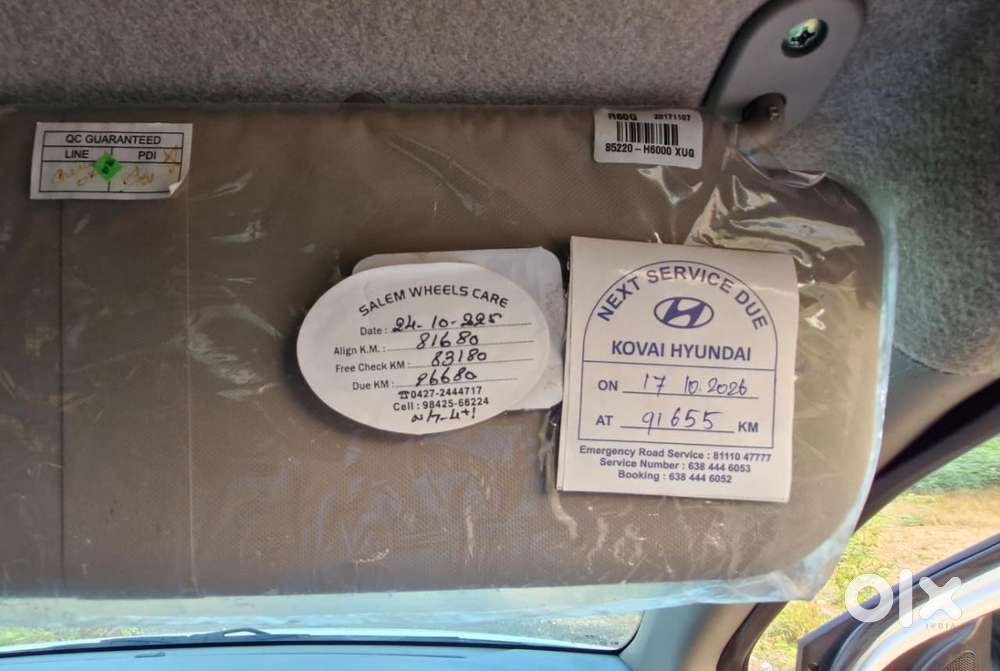 QC GUARANTEED
LINE PDI
R60G 20171107
85220-H6000 XUG
SALEM WHEELS CARE
Date : 24-10-225
Align K.M. : 81680
Free Check KM : 83180
Due KM : 86680
☎0427-2444717
Cell : 98425-66224
NEXT SERVICE DUE
KOVAI HYUNDAI
ON 17 10.2026
AT 91655 KM
Emergency Road Service : 81110 47777
Service Number : 638 444 6053
Booking : 638 444 6052
olx
INDIA